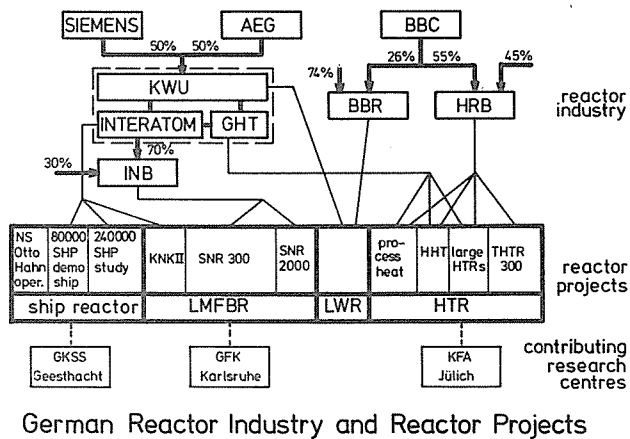 SIEMENS
AEG
BBC
50% 50%
26% 55%
45%
74%
KWU
BBR
HRB
reactor
industry
INTERATOM
GHT
70%
30%
INB
NS
Otto
Hahn
oper.
80000
SHP
demo
ship
240000
SHP
study
KNKII
SNR 300
SNR
2000
pro-
cess
heat
HHT
large
HTRs
THTR
300
reactor
projects
ship reactor
LMFBR
LWR
HTR
GKSS
Geesthacht
GFK
Karlsruhe
KFA
Jülich
contributing
research
centres
German Reactor Industry and Reactor Projects